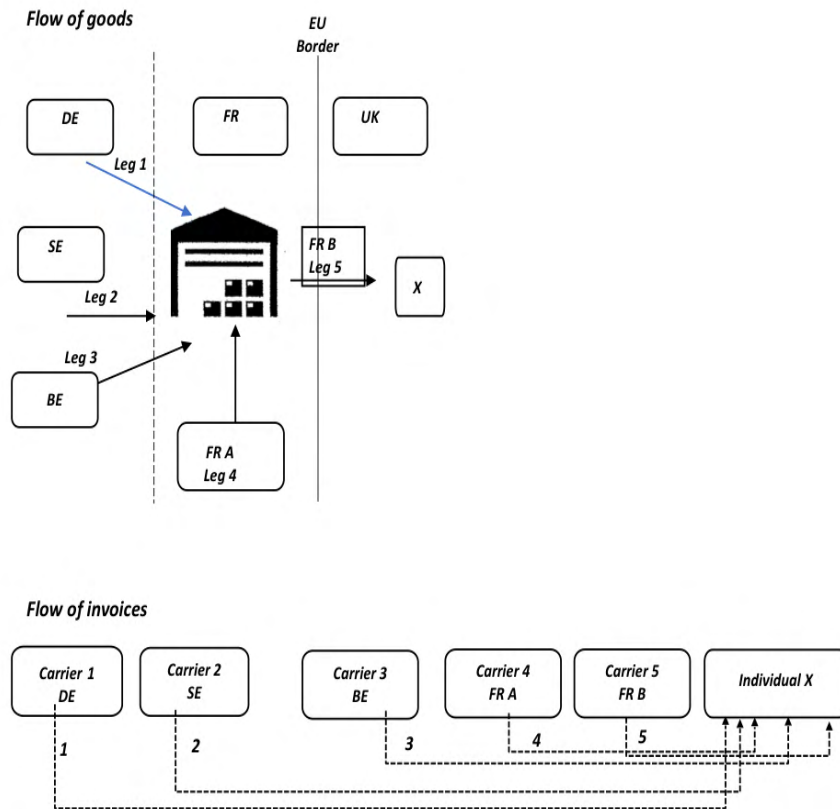 Flow of goods
EU
Border
DE
FR
UK
Leg 1
SE
FR B
Leg 5
X
Leg 2
Leg 3
BE
FR A
Leg 4
Flow of invoices
Carrier 1
DE
Carrier 2
SE
Carrier 3
BE
Carrier 4
FR A
Carrier 5
FR B
Individual X
1
2
3
4
5